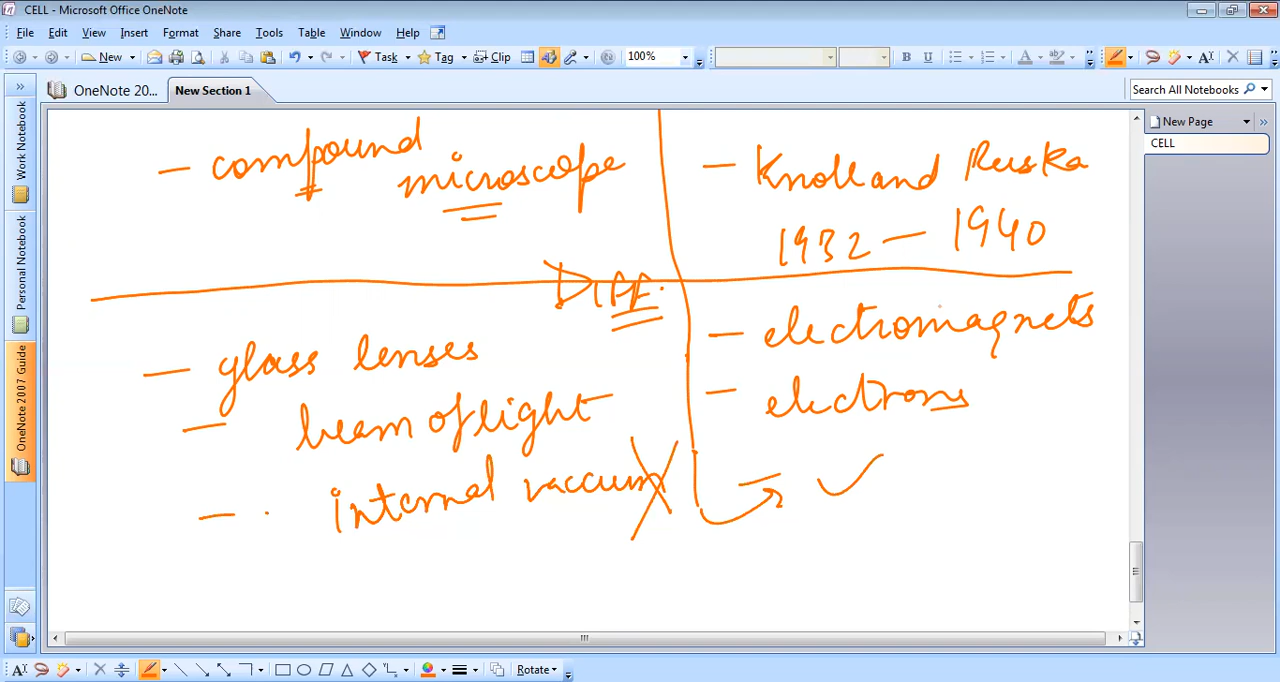 CELL - Microsoft Office OneNote
File Edit View Insert Format Share Tools Table Window Help
New Task Tag Clip 100% B U A ab
OneNote 20... New Section 1 Search All Notebooks
New Page
CELL
Work Notebook
Personal Notebook
OneNote 2007 Guide
- compound microscope
- Knoll and Ruska
1932 - 1940
DIFF.
- glass lenses
- beam of light
- internal vaccum
- electromagnets
- electrons
Rotate